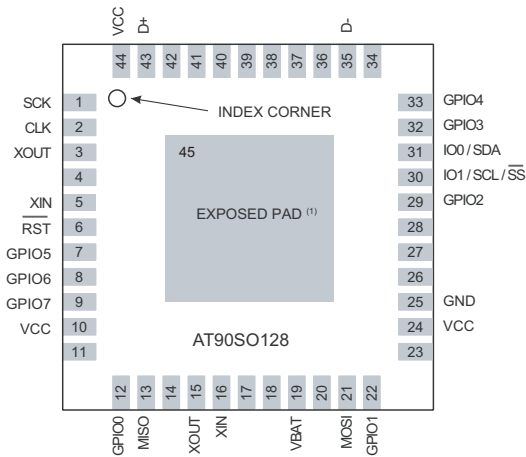 VCC
D+
D-
44 43 42 41 40 39 38 37 36 35 34
SCK 1
CLK 2
XOUT 3
4
XIN 5
RST 6
GPIO5 7
GPIO6 8
GPIO7 9
VCC 10
11
INDEX CORNER
45
EXPOSED PAD (1)
AT90SO128
33 GPIO4
32 GPIO3
31 IO0 / SDA
30 IO1 / SCL / SS
29 GPIO2
28
27
26
25 GND
24 VCC
23
12 13 14 15 16 17 18 19 20 21 22
GPIO0
MISO
XOUT
XIN
VBAT
MOSI
GPIO1